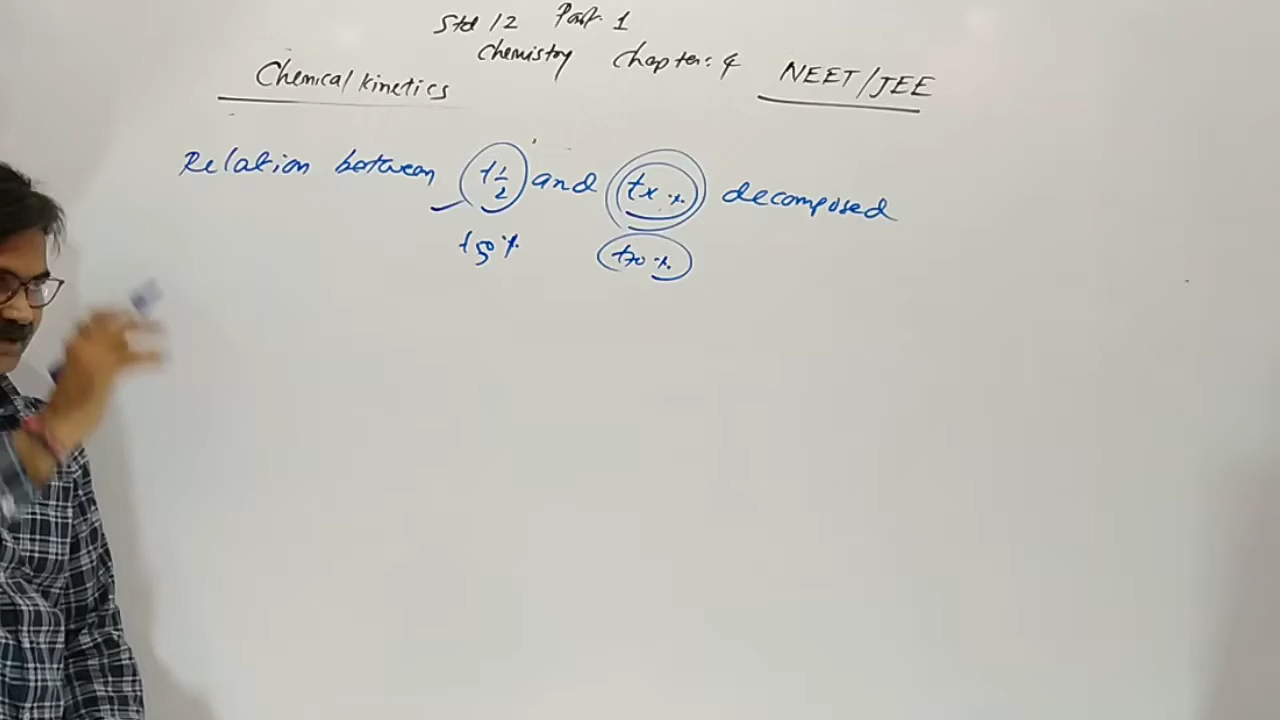 Std 12 Part. 1
Chemistry Chapter: 4
Chemical kinetics NEET/JEE
Relation between t1/2 and tx % decomposed
t50% t70 %